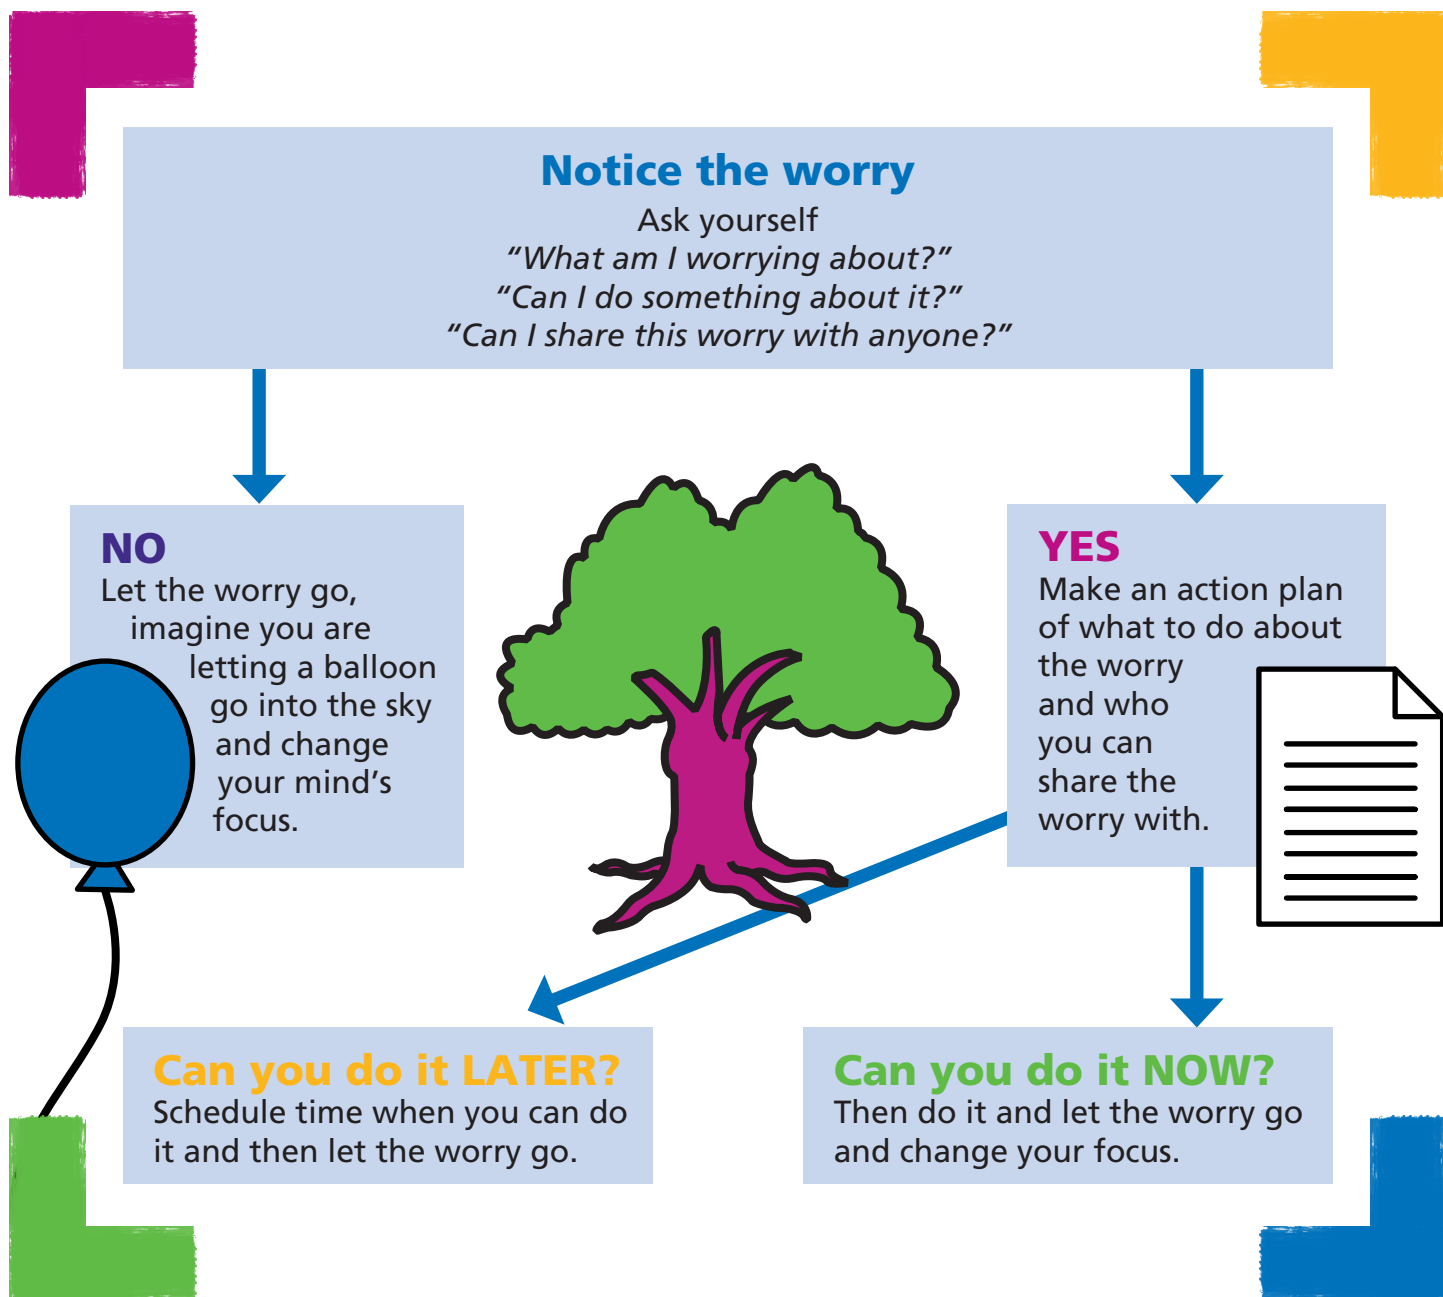 Notice the worry
Ask yourself
“What am I worrying about?”
“Can I do something about it?”
“Can I share this worry with anyone?”
NO
Let the worry go,
imagine you are
letting a balloon
go into the sky
and change
your mind’s
focus.
YES
Make an action plan
of what to do about
the worry
and who
you can
share the
worry with.
Can you do it LATER?
Schedule time when you can do
it and then let the worry go.
Can you do it NOW?
Then do it and let the worry go
and change your focus.